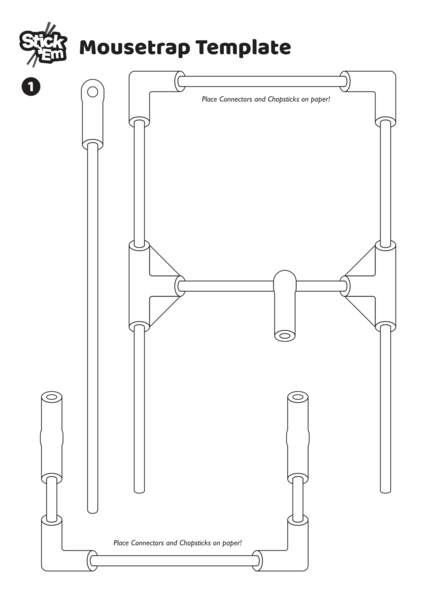 Stick
'Em
Mousetrap Template
1
Place Connectors and Chopsticks on paper!
Place Connectors and Chopsticks on paper!